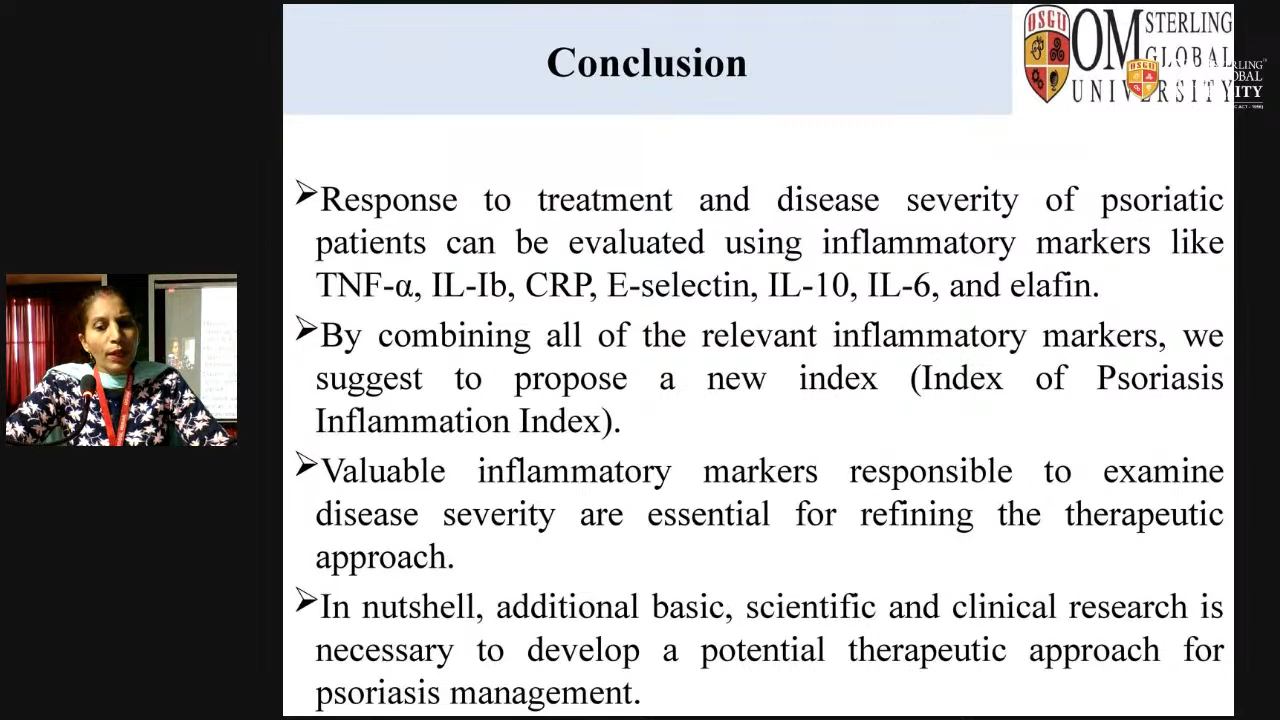 Conclusion
OSGU
OM STERLING
GLOBAL
UNIVERSITY
OSGU
➢Response to treatment and disease severity of psoriatic
patients can be evaluated using inflammatory markers like
TNF-α, IL-Ib, CRP, E-selectin, IL-10, IL-6, and elafin.
➢By combining all of the relevant inflammatory markers, we
suggest to propose a new index (Index of Psoriasis
Inflammation Index).
➢Valuable inflammatory markers responsible to examine
disease severity are essential for refining the therapeutic
approach.
➢In nutshell, additional basic, scientific and clinical research is
necessary to develop a potential therapeutic approach for
psoriasis management.